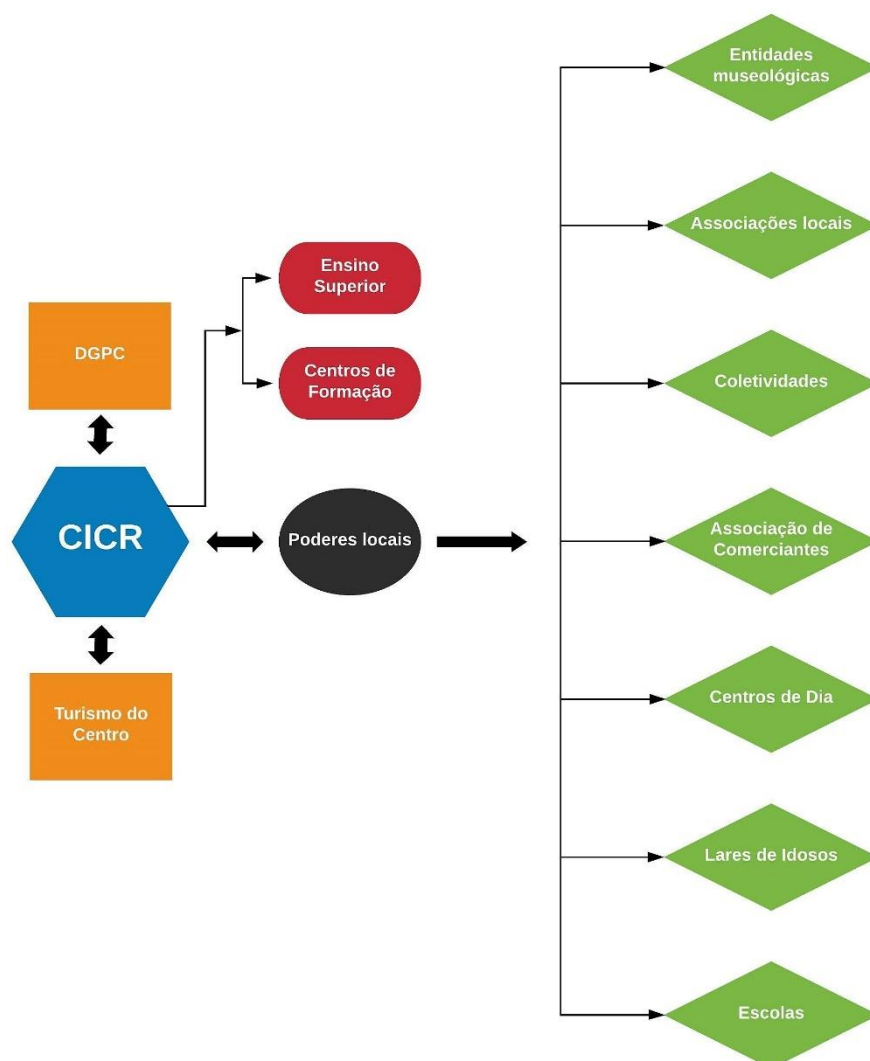 Entidades
museológicas
Associações locais
Ensino
Superior
DGPC
Centros de
Formação
Coletividades
CICR
Poderes locais
Associação de
Comerciantes
Turismo do
Centro
Centros de Dia
Lares de Idosos
Escolas